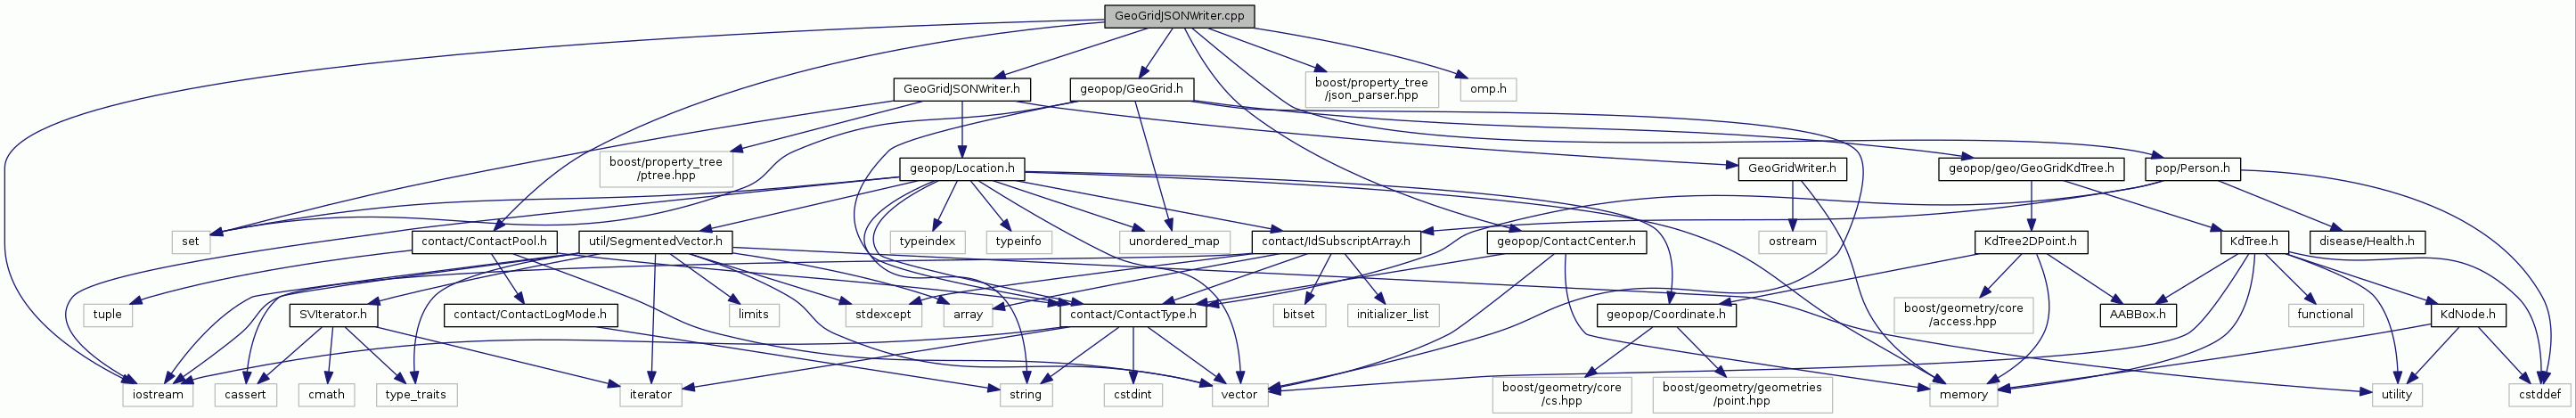 GeoGridJSONWriter.cpp
GeoGridJSONWriter.h
geopop/GeoGrid.h
boost/property_tree
/json_parser.hpp
omp.h
boost/property_tree
/ptree.hpp
geopop/Location.h
GeoGridWriter.h
geopop/geo/GeoGridKdTree.h
pop/Person.h
set
contact/ContactPool.h
util/SegmentedVector.h
typeindex
typeinfo
unordered_map
contact/IdSubscriptArray.h
geopop/ContactCenter.h
ostream
KdTree2DPoint.h
KdTree.h
disease/Health.h
tuple
SVIterator.h
contact/ContactLogMode.h
limits
stdexcept
array
contact/ContactType.h
bitset
initializer_list
geopop/Coordinate.h
boost/geometry/core
/access.hpp
AABBox.h
functional
KdNode.h
iostream
cassert
cmath
type_traits
iterator
string
cstdint
vector
boost/geometry/core
/cs.hpp
boost/geometry/geometries
/point.hpp
memory
utility
cstddef